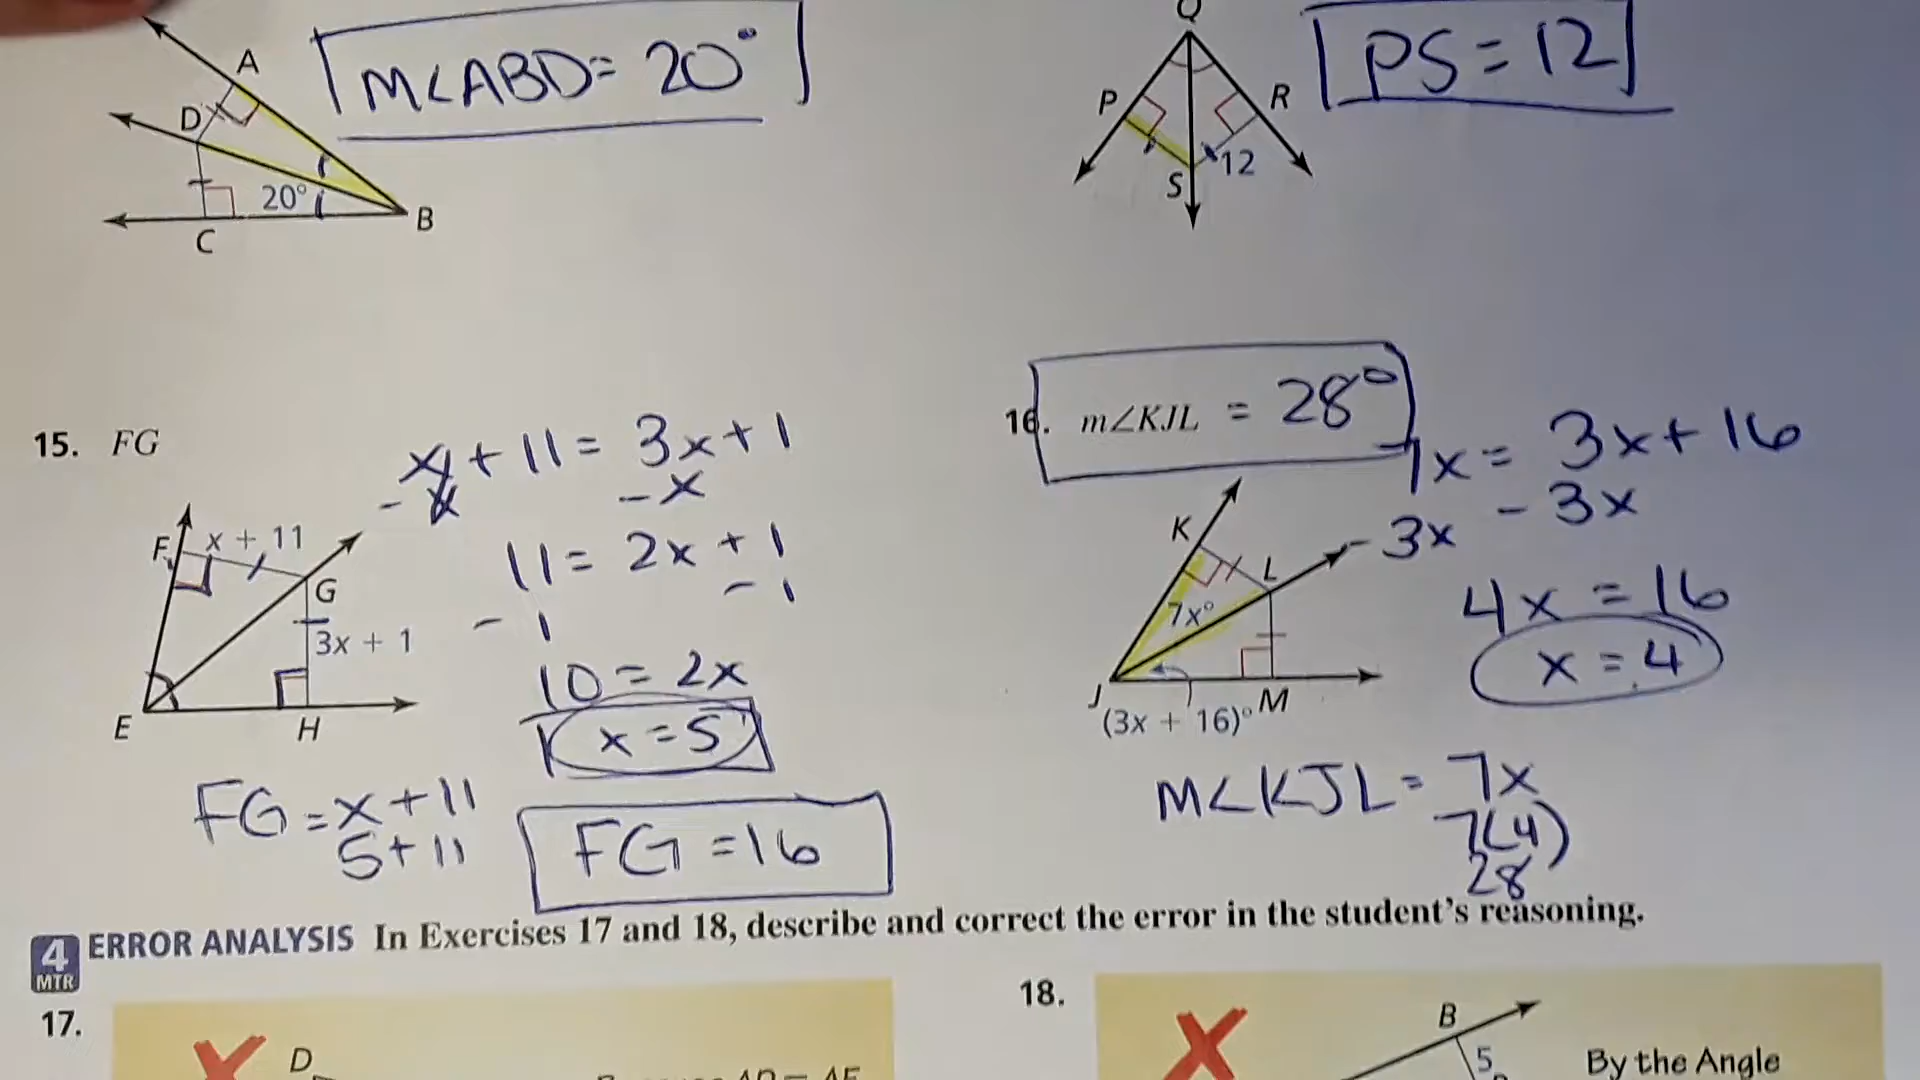 m∠ABD = 20°
A
D
20°
B
C
Q
PS = 12
P
R
12
S
15. FG
x + 11 = 3x + 1
- x - x
11 = 2x + 1
- 1 - 1
10 = 2x
x = 5
F
x + 11
G
3x + 1
E
H
FG = x + 11
5 + 11
FG = 16
16. m∠KJL = 28°
7x = 3x + 16
- 3x - 3x
4x = 16
x = 4
K
L
7x°
J
M
(3x + 16)°
m∠KJL = 7x
7(4)
28
4
MTR
ERROR ANALYSIS In Exercises 17 and 18, describe and correct the error in the student's reasoning.
17.
D
18.
B
5
By the Angle